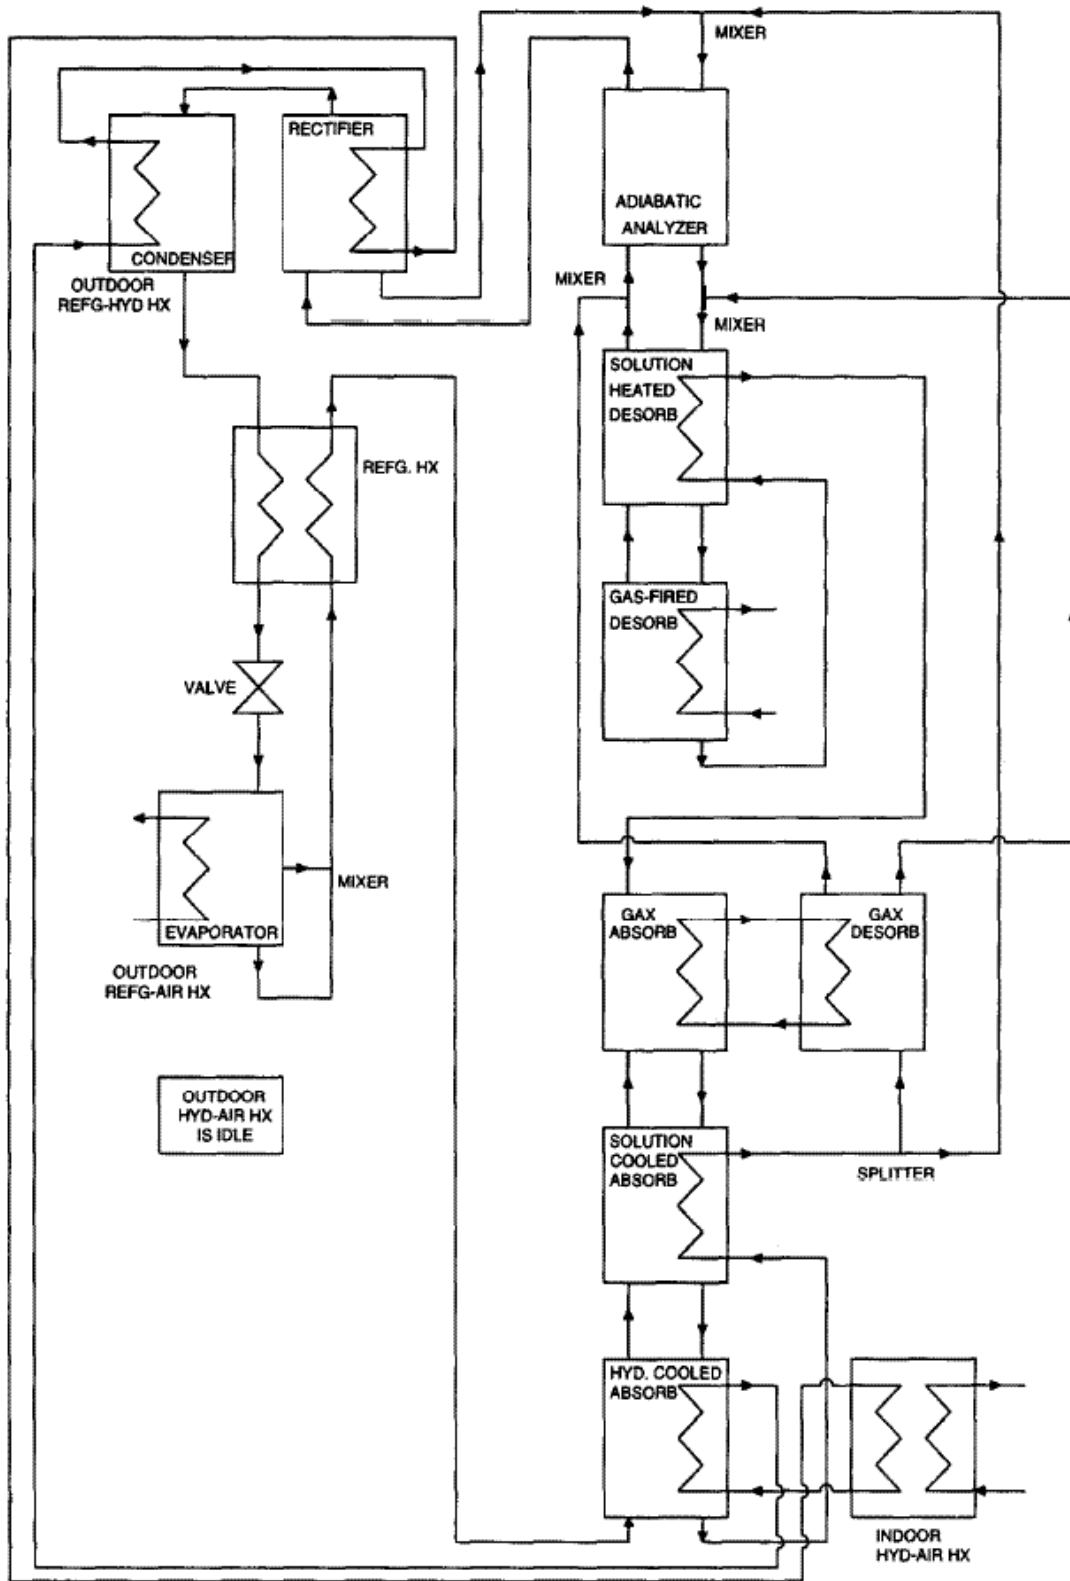 MIXER
RECTIFIER
ADIABATIC
ANALYZER
CONDENSER
OUTDOOR
REFG-HYD HX
MIXER
MIXER
SOLUTION
HEATED
DESORB
REFG. HX
GAS-FIRED
DESORB
VALVE
MIXER
EVAPORATOR
OUTDOOR
REFG-AIR HX
GAX
ABSORB
GAX
DESORB
OUTDOOR
HYD-AIR HX
IS IDLE
SOLUTION
COOLED
ABSORB
SPLITTER
HYD. COOLED
ABSORB
INDOOR
HYD-AIR HX